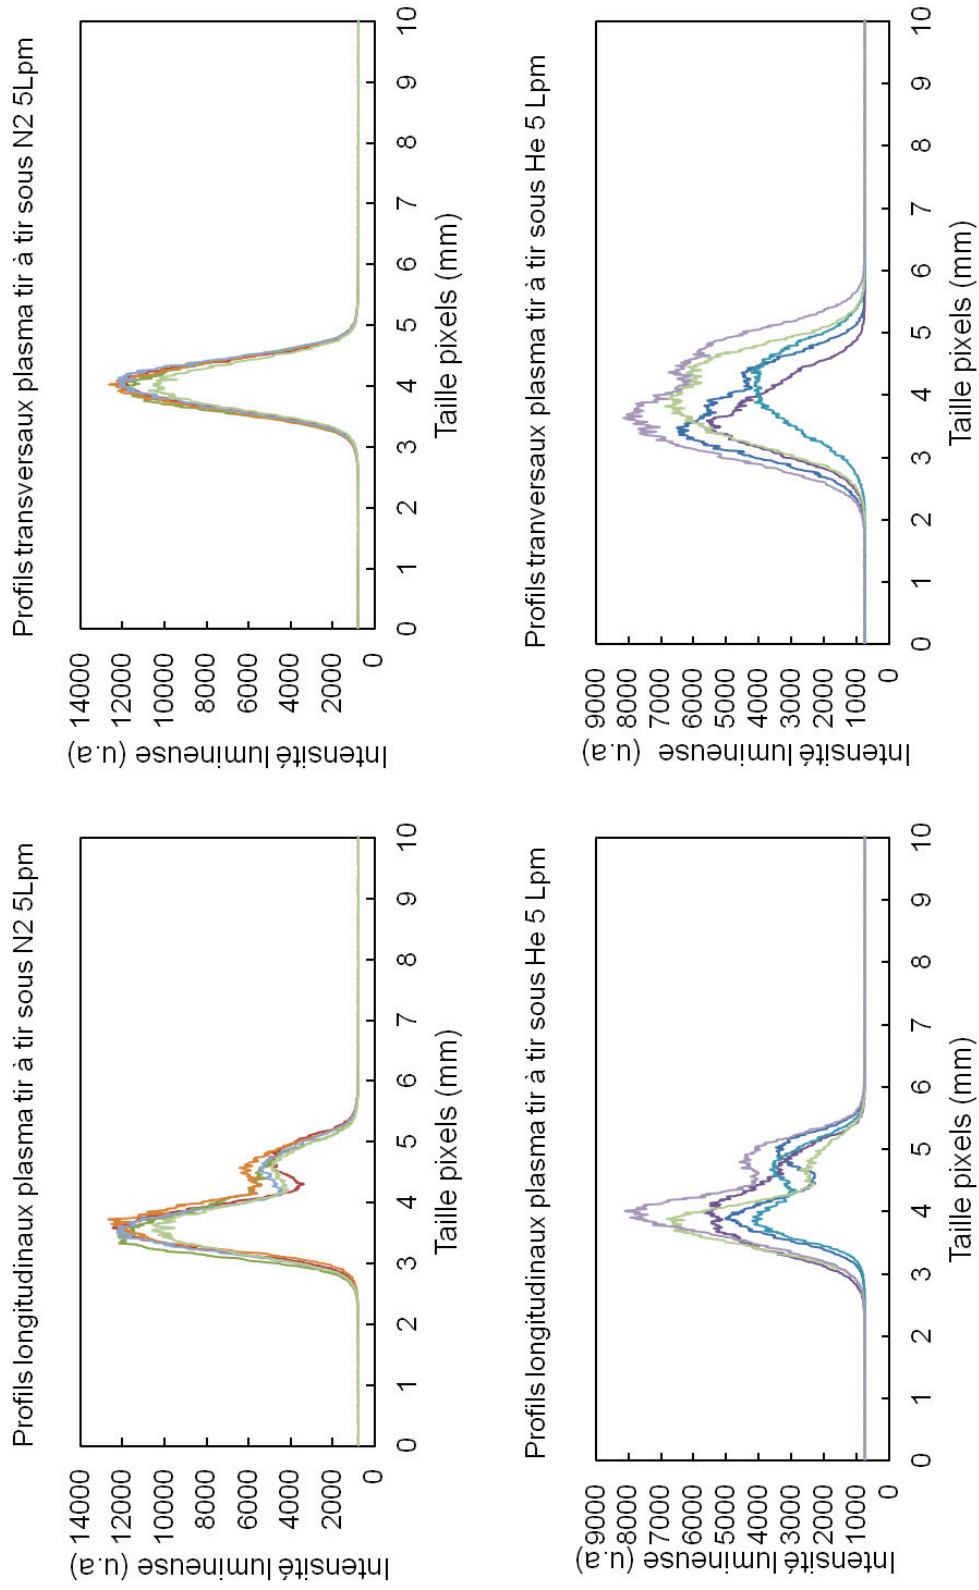 Profils longitudinaux plasma tir à tir sous N2 5Lpm
Intensité lumineuse (u.a)
14000
12000
10000
8000
6000
4000
2000
0
0 1 2 3 4 5 6 7 8 9 10
Taille pixels (mm)
Profils transversaux plasma tir à tir sous N2 5Lpm
Intensité lumineuse (u.a)
14000
12000
10000
8000
6000
4000
2000
0
0 1 2 3 4 5 6 7 8 9 10
Taille pixels (mm)
Profils longitudinaux plasma tir à tir sous He 5 Lpm
Intensité lumineuse (u.a)
9000
8000
7000
6000
5000
4000
3000
2000
1000
0
0 1 2 3 4 5 6 7 8 9 10
Taille pixels (mm)
Profils tranversaux plasma tir à tir sous He 5 Lpm
Intensité lumineuse (u.a)
9000
8000
7000
6000
5000
4000
3000
2000
1000
0
0 1 2 3 4 5 6 7 8 9 10
Taille pixels (mm)